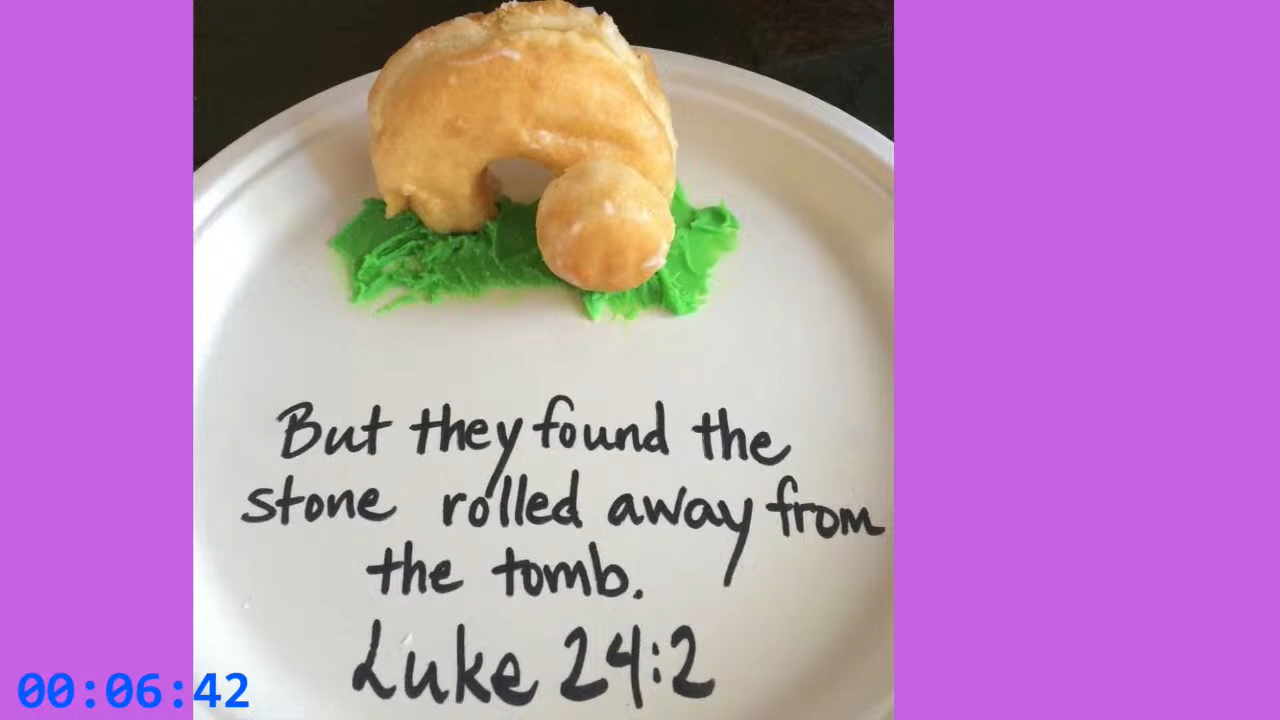 But they found the
stone rolled away from
the tomb.
Luke 24:2
00:06:42